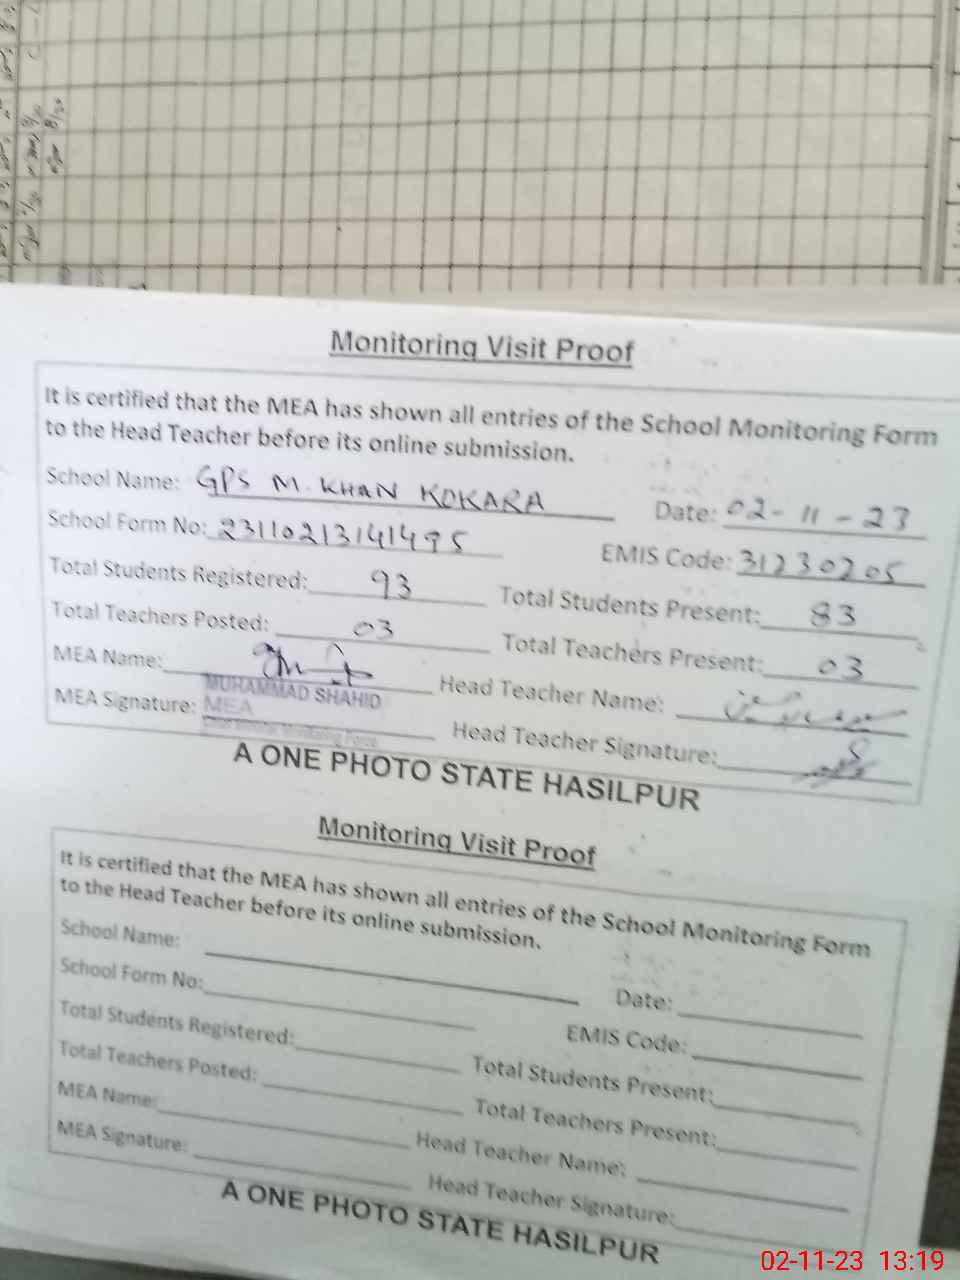 Monitoring Visit Proof
It is certified that the MEA has shown all entries of the School Monitoring Form
to the Head Teacher before its online submission.
School Name: GPS M. KHAN KOKARA
Date: 02-11-23
School Form No: 23110213141495
EMIS Code: 31230205
Total Students Registered: 93
Total Students Present: 83
Total Teachers Posted: 03
Total Teachers Present: 03
MEA Name:
Head Teacher Name:
MUHAMMAD SHAHID
MEA Signature: MEA
Head Teacher Signature:
A ONE PHOTO STATE HASILPUR
Monitoring Visit Proof
It is certified that the MEA has shown all entries of the School Monitoring Form
to the Head Teacher before its online submission.
School Name:
Date:
School Form No:
EMIS Code:
Total Students Registered:
Total Students Present:
Total Teachers Posted:
Total Teachers Present:
MEA Name:
Head Teacher Name:
MEA Signature:
Head Teacher Signature:
A ONE PHOTO STATE HASILPUR
02-11-23 13:19